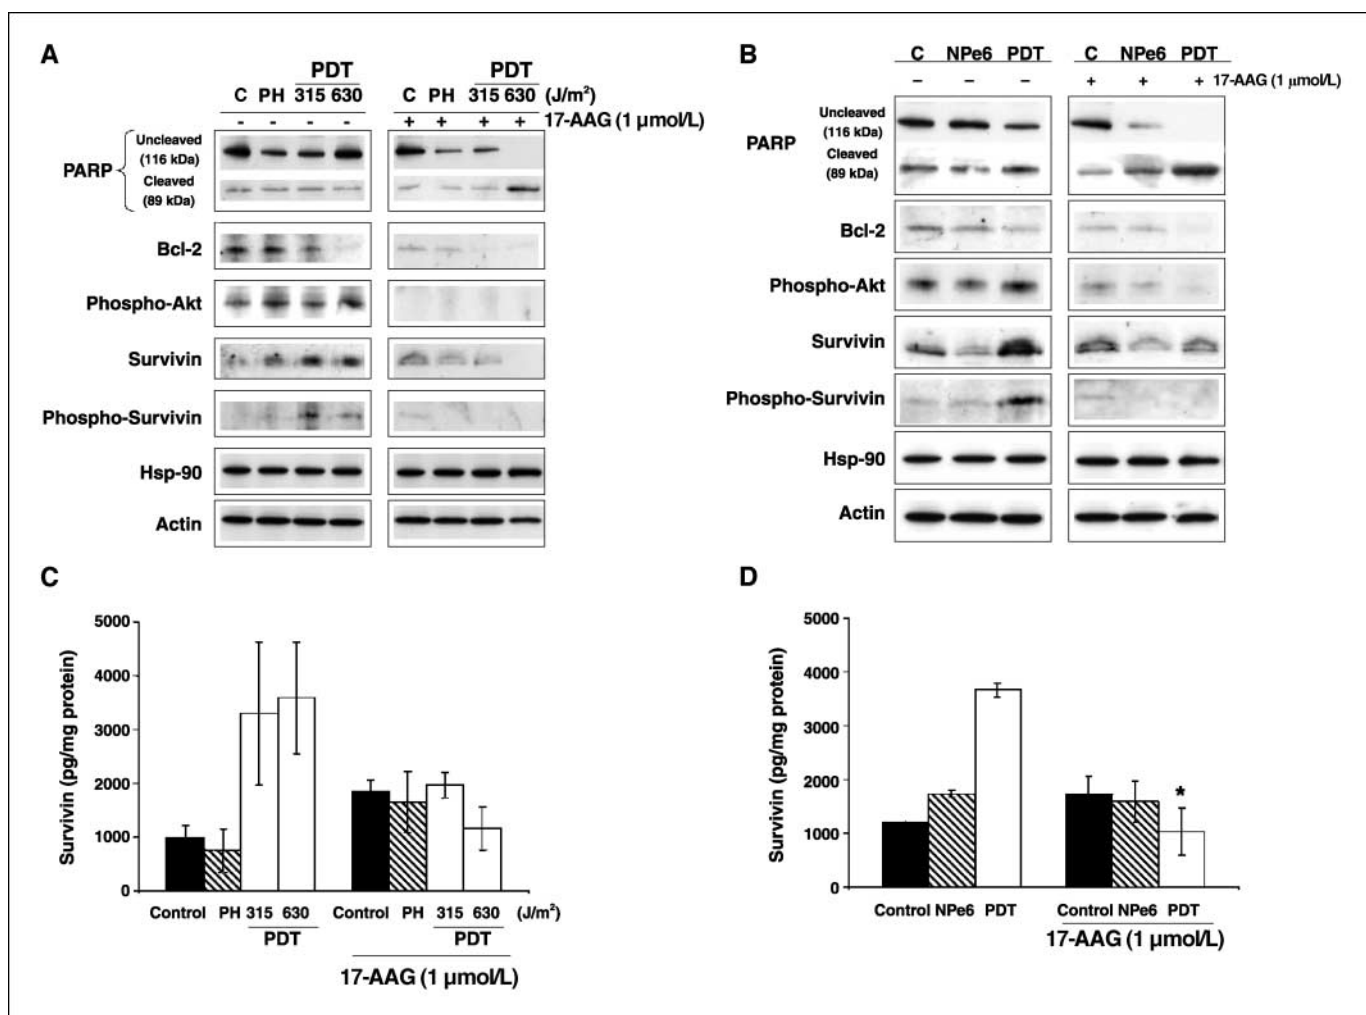 A
PDT
C PH 315 630 (J/m²)
- - - -
PDT
C PH 315 630
+ + + + 17-AAG (1 μmol/L)
PARP
Uncleaved
(116 kDa)
Cleaved
(89 kDa)
Bcl-2
Phospho-Akt
Survivin
Phospho-Survivin
Hsp-90
Actin
B
C NPe6 PDT
– – –
C NPe6 PDT
+ + + 17-AAG (1 μmol/L)
PARP
Uncleaved
(116 kDa)
Cleaved
(89 kDa)
Bcl-2
Phospho-Akt
Survivin
Phospho-Survivin
Hsp-90
Actin
C
Survivin (pg/mg protein)
5000
4000
3000
2000
1000
0
Control PH 315 630 Control PH 315 630 (J/m²)
PDT PDT
17-AAG (1 μmol/L)
D
Survivin (pg/mg protein)
5000
4000
3000
2000
1000
0
*
Control NPe6 PDT Control NPe6 PDT
17-AAG (1 μmol/L)